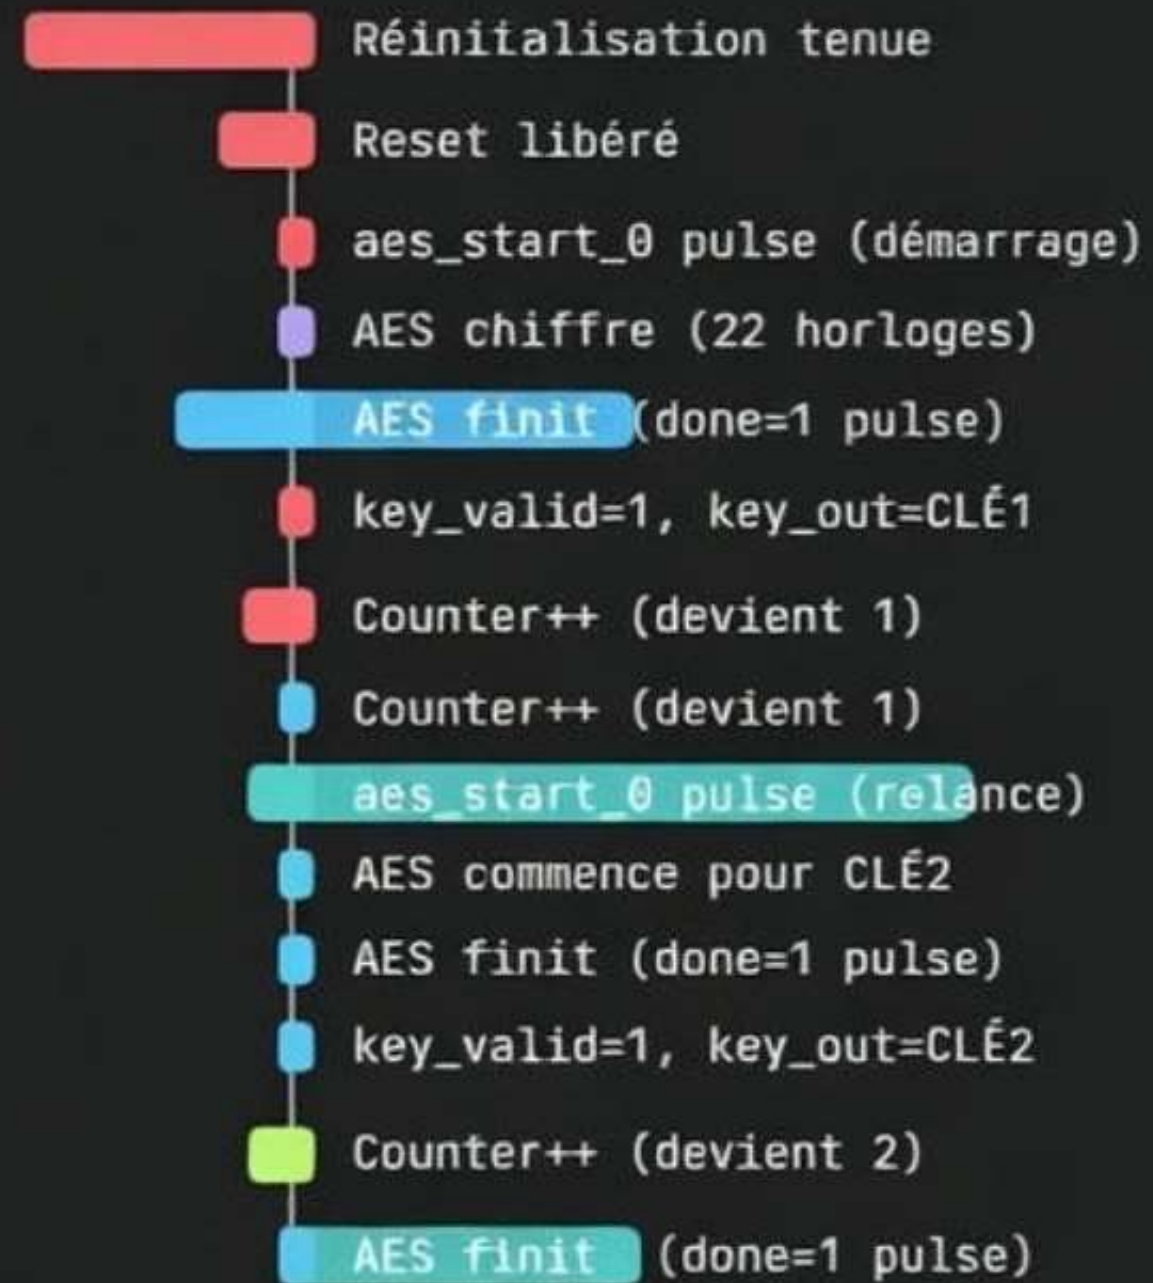 Réiniíalisation tenue
Reset libéré
aes_start_0 pulse (démarrage)
AES chiffre (22 horloges)
AES finit (done=1 pulse)
key_valid=1, key_out=CLÉ1
Counter++ (devient 1)
Counter++ (devient 1)
aes_start_0 pulse (relance)
AES commence pour CLÉ2
AES finit (done=1 pulse)
key_valid=1, key_out=CLÉ2
Counter++ (devient 2)
AES finit (done=1 pulse)